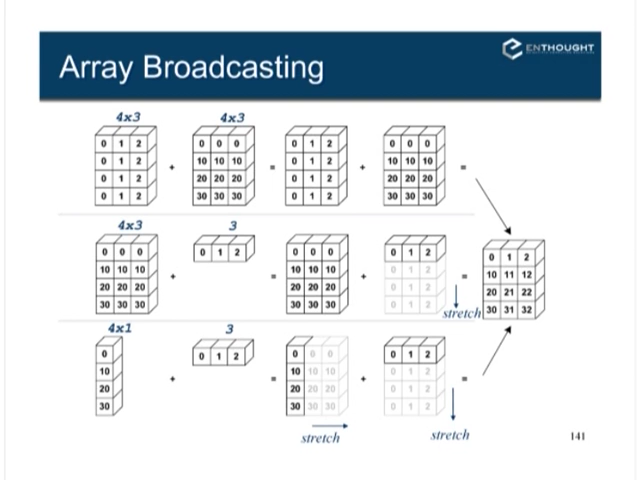 ENTHOUGHT
Array Broadcasting
4x3 4x3
0 1 2 + 0 0 0 = 0 1 2 + 0 0 0 =
0 1 2 10 10 10 0 1 2 10 10 10
0 1 2 20 20 20 0 1 2 20 20 20
0 1 2 30 30 30 0 1 2 30 30 30
4x3 3
0 0 0 + 0 1 2 = 0 0 0 + 0 1 2 = 0 1 2
10 10 10 10 10 10 0 1 2 10 11 12
20 20 20 20 20 20 0 1 2 20 21 22
30 30 30 30 30 30 0 1 2 stretch 30 31 32
4x1 3
0 + 0 1 2 = 0 0 0 + 0 1 2 =
10 10 10 10 0 1 2
20 20 20 20 0 1 2
30 30 30 30 0 1 2
stretch stretch
141